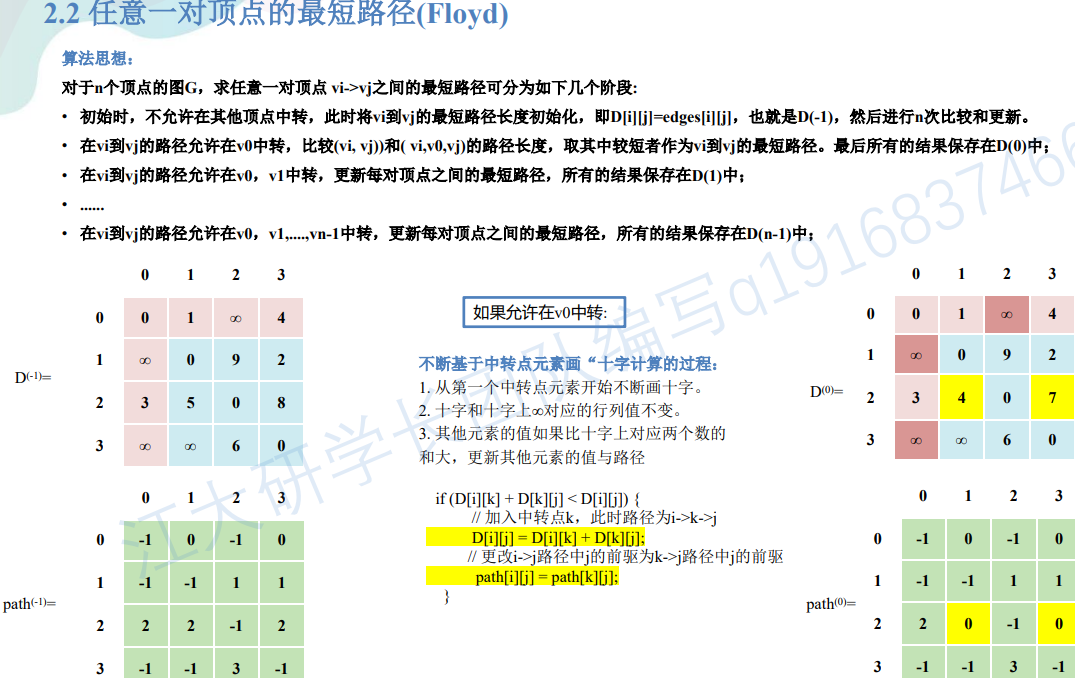 2.2 任意一对顶点的最短路径(Floyd)
算法思想：
对于n个顶点的图G，求任意一对顶点 vi->vj之间的最短路径可分为如下几个阶段:
• 初始时，不允许在其他顶点中转，此时将vi到vj的最短路径长度初始化，即D[i][j]=edges[i][j]，也就是D(-1)，然后进行n次比较和更新。
• 在vi到vj的路径允许在v0中转，比较(vi, vj))和( vi,v0,vj)的路径长度，取其中较短者作为vi到vj的最短路径。最后所有的结果保存在D(0)中；
• 在vi到vj的路径允许在v0，v1中转，更新每对顶点之间的最短路径，所有的结果保存在D(1)中；
• ......
• 在vi到vj的路径允许在v0，v1,....,vn-1中转，更新每对顶点之间的最短路径，所有的结果保存在D(n-1)中；
0 1 2 3
0 0 1 ∞ 4
1 ∞ 0 9 2
D(-1)=
2 3 5 0 8
3 ∞ ∞ 6 0
0 1 2 3
0 -1 0 -1 0
1 -1 -1 1 1
path(-1)=
2 2 2 -1 2
3 -1 -1 3 -1
如果允许在v0中转:
不断基于中转点元素画“十字计算的过程：
1. 从第一个中转点元素开始不断画十字。
2. 十字和十字上∞对应的行列值不变。
3. 其他元素的值如果比十字上对应两个数的
和大，更新其他元素的值与路径
if (D[i][k] + D[k][j] < D[i][j]) {
// 加入中转点k，此时路径为i->k->j
D[i][j] = D[i][k] + D[k][j];
// 更改i->j路径中j的前驱为k->j路径中j的前驱
path[i][j] = path[k][j];
}
0 1 2 3
0 0 1 ∞ 4
1 ∞ 0 9 2
D(0)=
2 3 4 0 7
3 ∞ ∞ 6 0
0 1 2 3
0 -1 0 -1 0
1 -1 -1 1 1
path(0)=
2 2 0 -1 0
3 -1 -1 3 -1
江大研学长团队编写q191683746